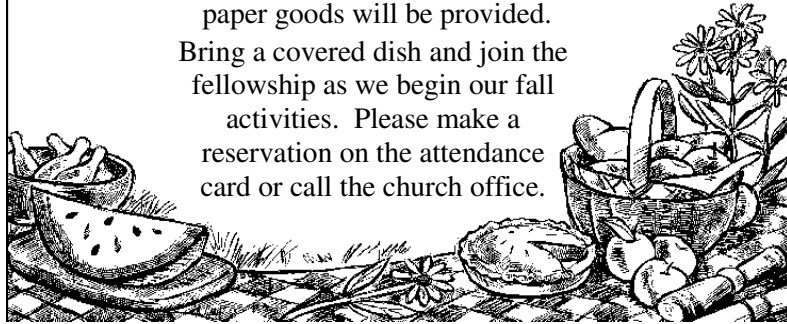 paper goods will be provided.
Bring a covered dish and join the
fellowship as we begin our fall
activities. Please make a
reservation on the attendance
card or call the church office.